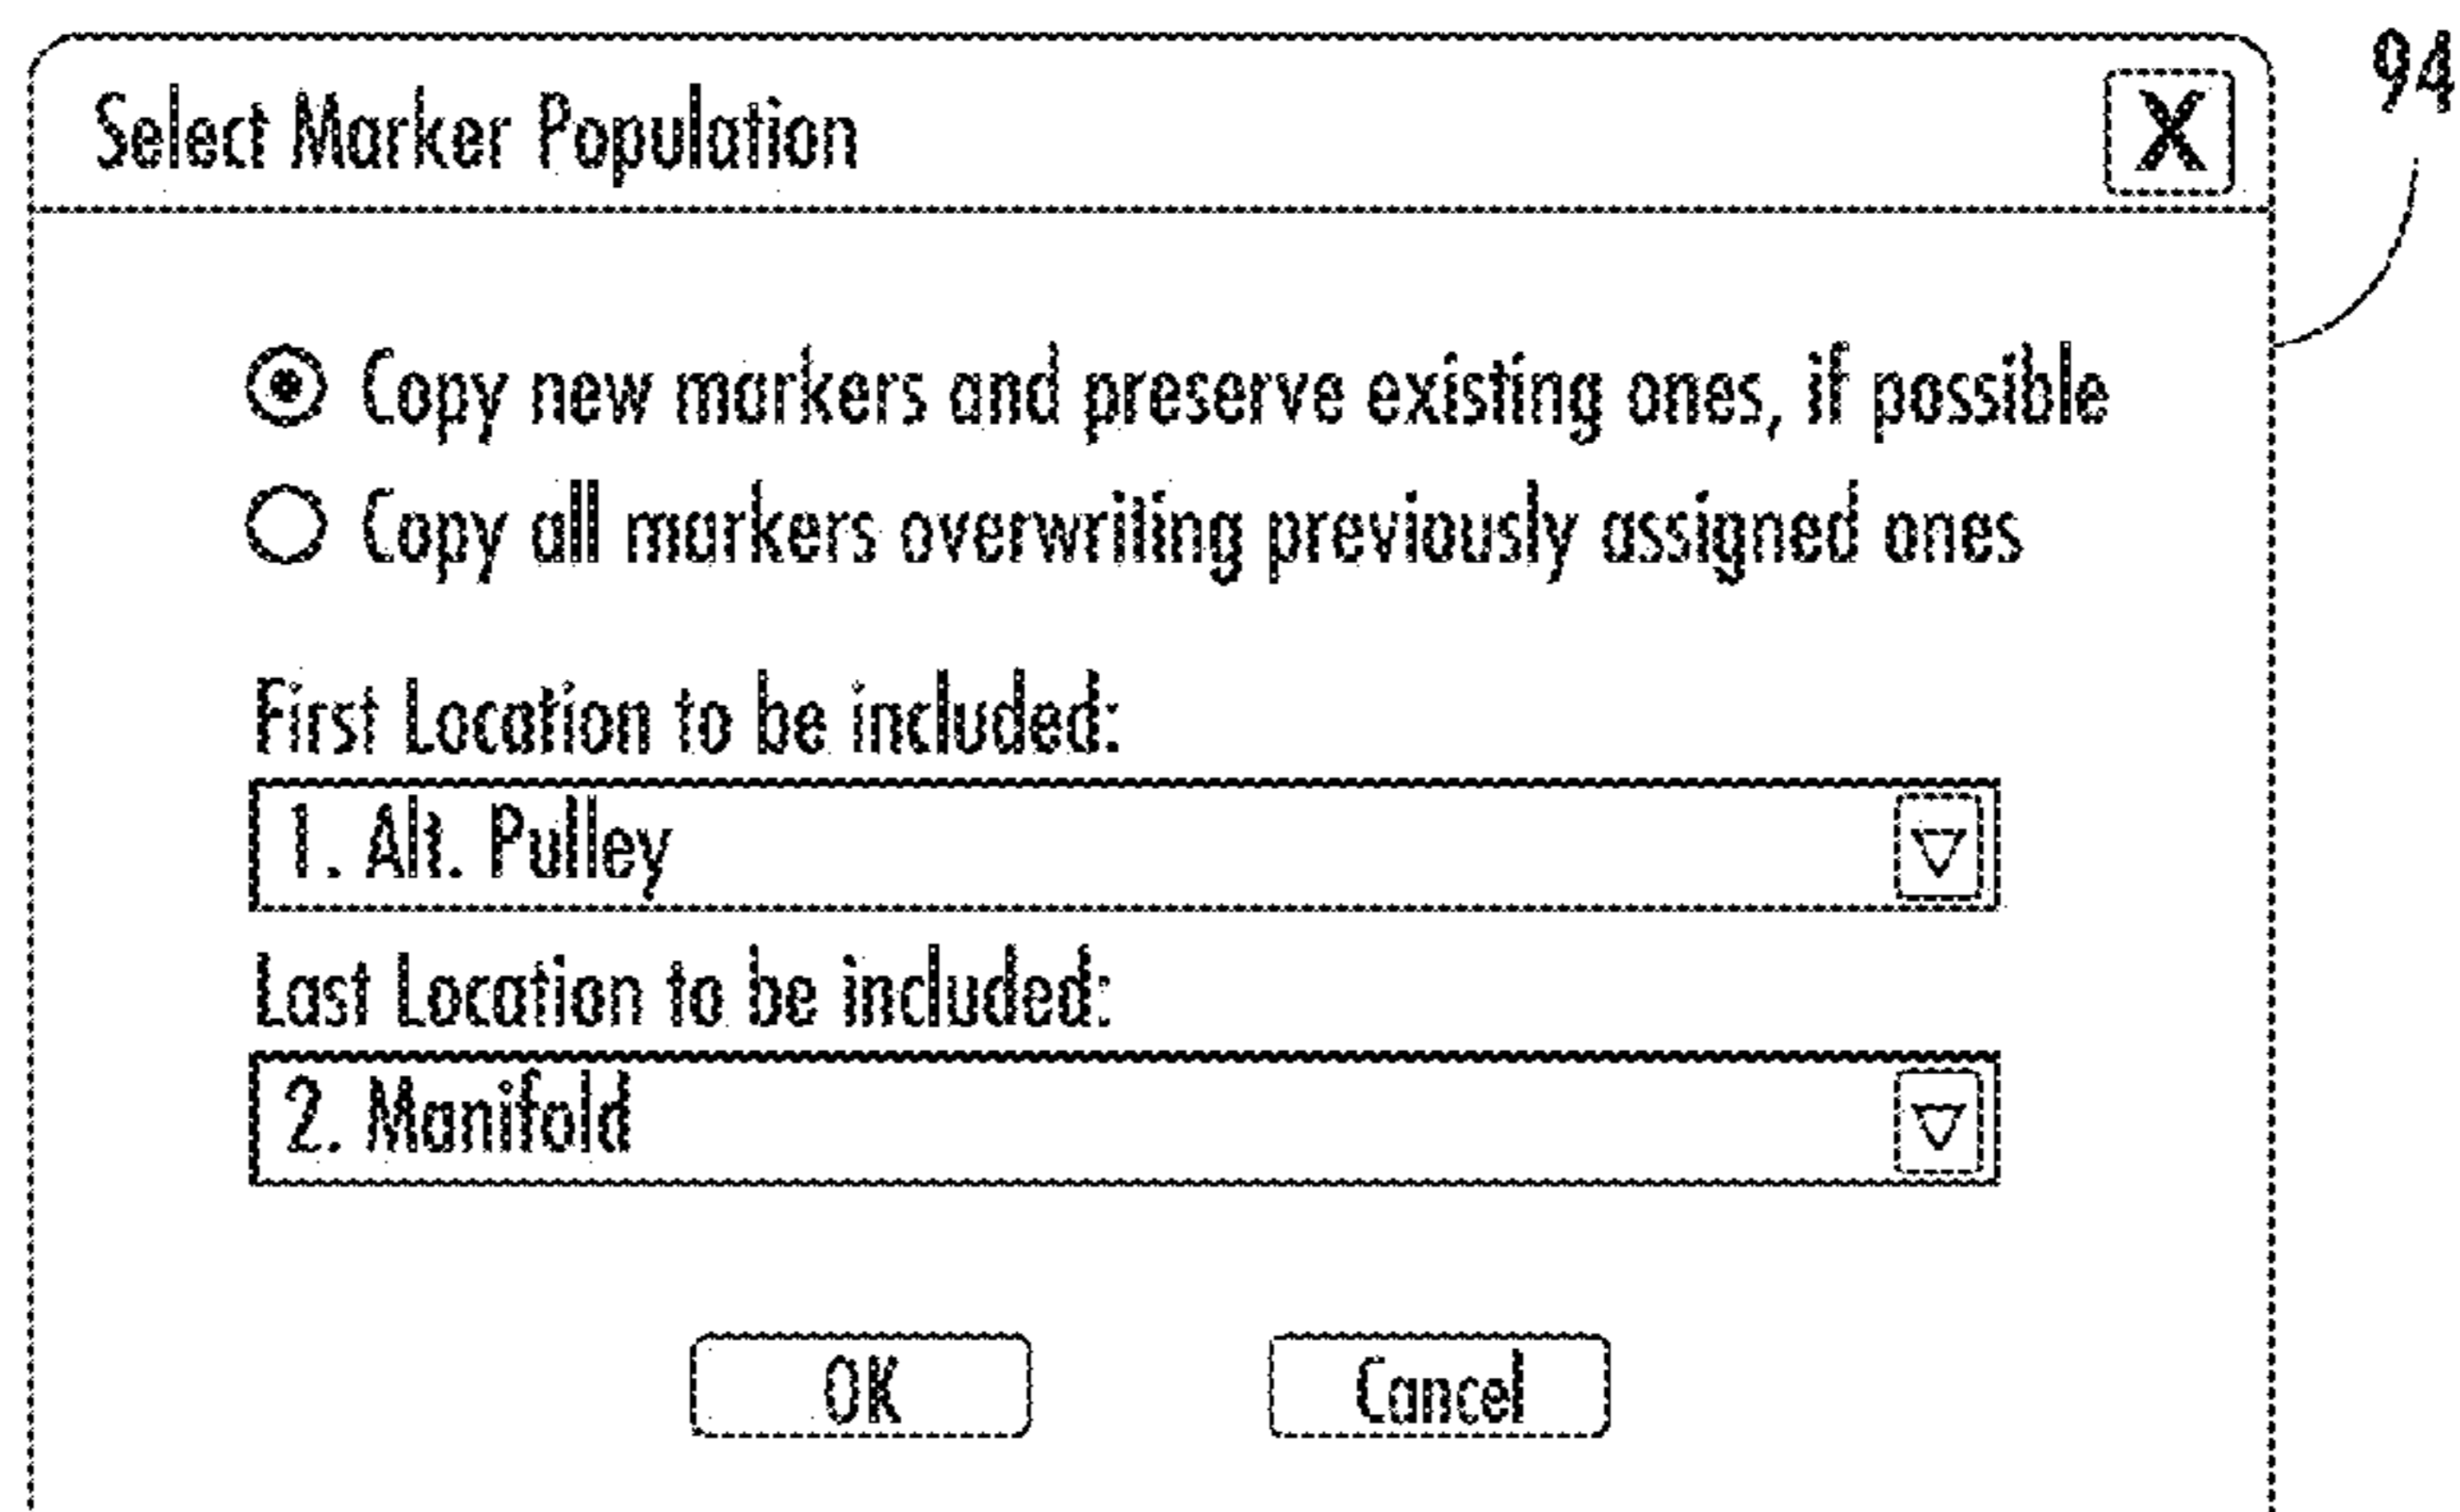 Select Marker Population
X
94
Copy new markers and preserve existing ones, if possible
Copy all markers overwriting previously assigned ones
First Location to be included:
1. Alt. Pulley
Last Location to be included:
2. Manifold
OK
Cancel